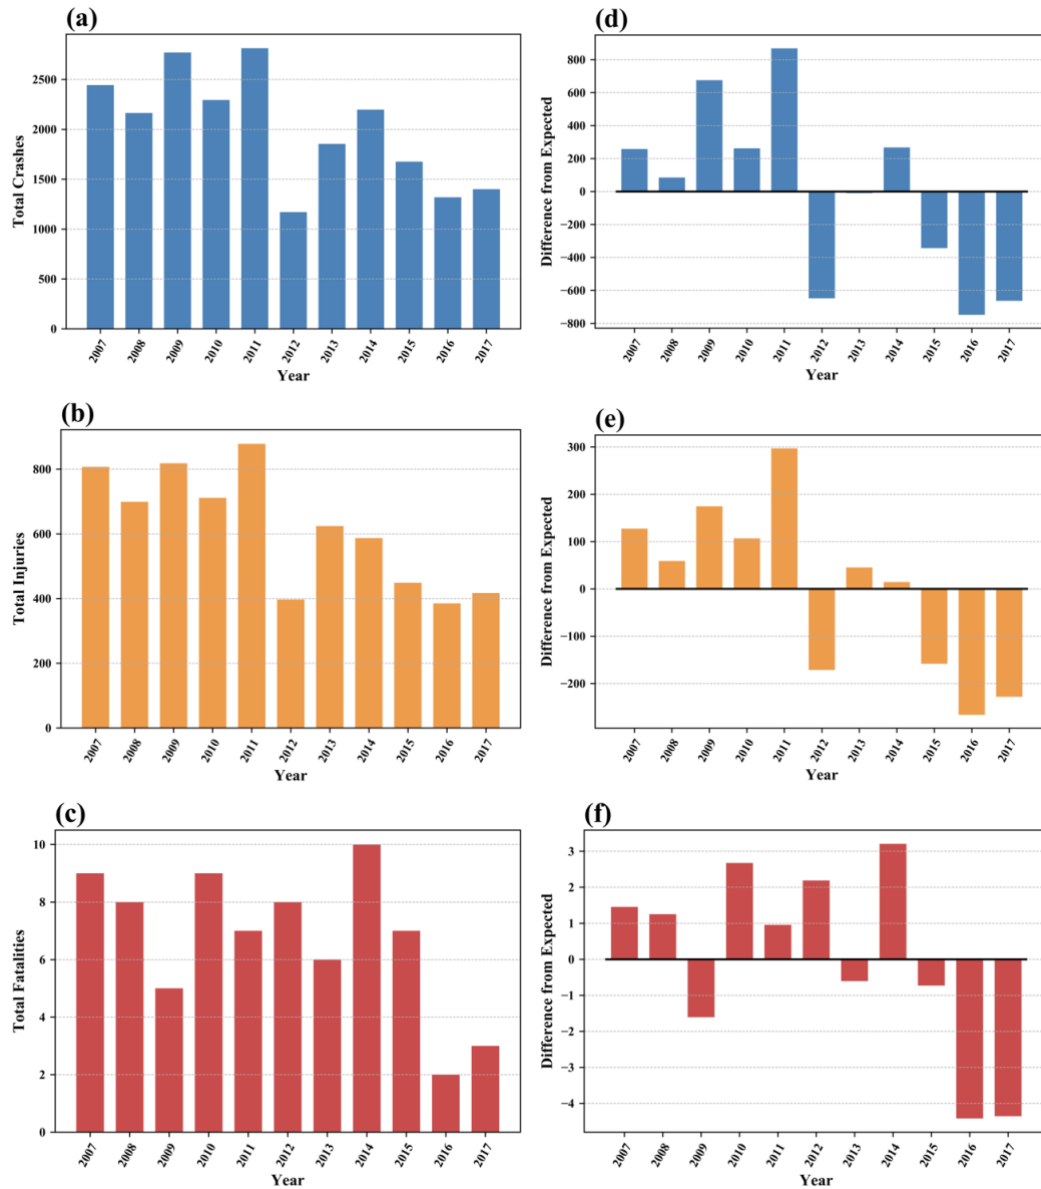 (a)
Total Crashes
2500
2000
1500
1000
500
0
2007 2008 2009 2010 2011 2012 2013 2014 2015 2016 2017
Year
(d)
Difference from Expected
800
600
400
200
0
−200
−400
−600
−800
2007 2008 2009 2010 2011 2012 2013 2014 2015 2016 2017
Year
(b)
Total Injuries
800
600
400
200
0
2007 2008 2009 2010 2011 2012 2013 2014 2015 2016 2017
Year
(e)
Difference from Expected
300
200
100
0
−100
−200
2007 2008 2009 2010 2011 2012 2013 2014 2015 2016 2017
Year
(c)
Total Fatalities
10
8
6
4
2
0
2007 2008 2009 2010 2011 2012 2013 2014 2015 2016 2017
Year
(f)
Difference from Expected
3
2
1
0
−1
−2
−3
−4
2007 2008 2009 2010 2011 2012 2013 2014 2015 2016 2017
Year